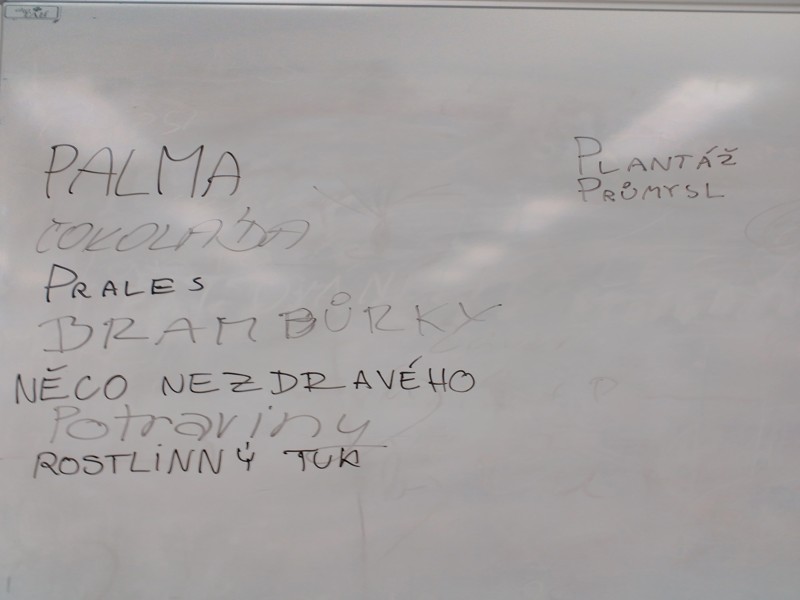 PALMA
ČOKOLÁDA
PRALES
BRAMBŮRKY
NĚCO NEZDRAVÉHO
Potraviny
ROSTLINNÝ TUK
PLANTÁŽ
PRŮMYSL